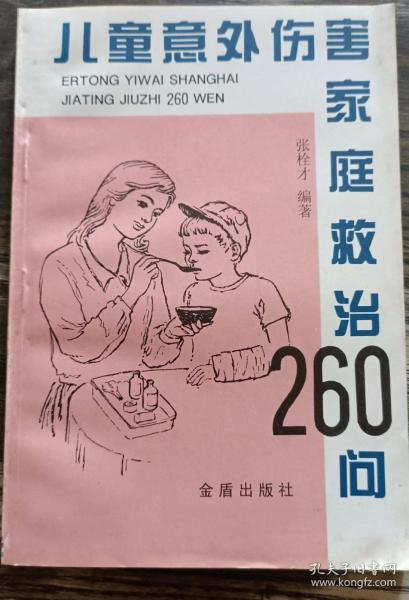 儿童意外伤害
家庭救治
260
问
ERTONG YIWAI SHANGHAI
JIATING JIUZHI 260 WEN
张栓才 编著
金盾出版社
孔夫子旧书网
www.kongfz.com